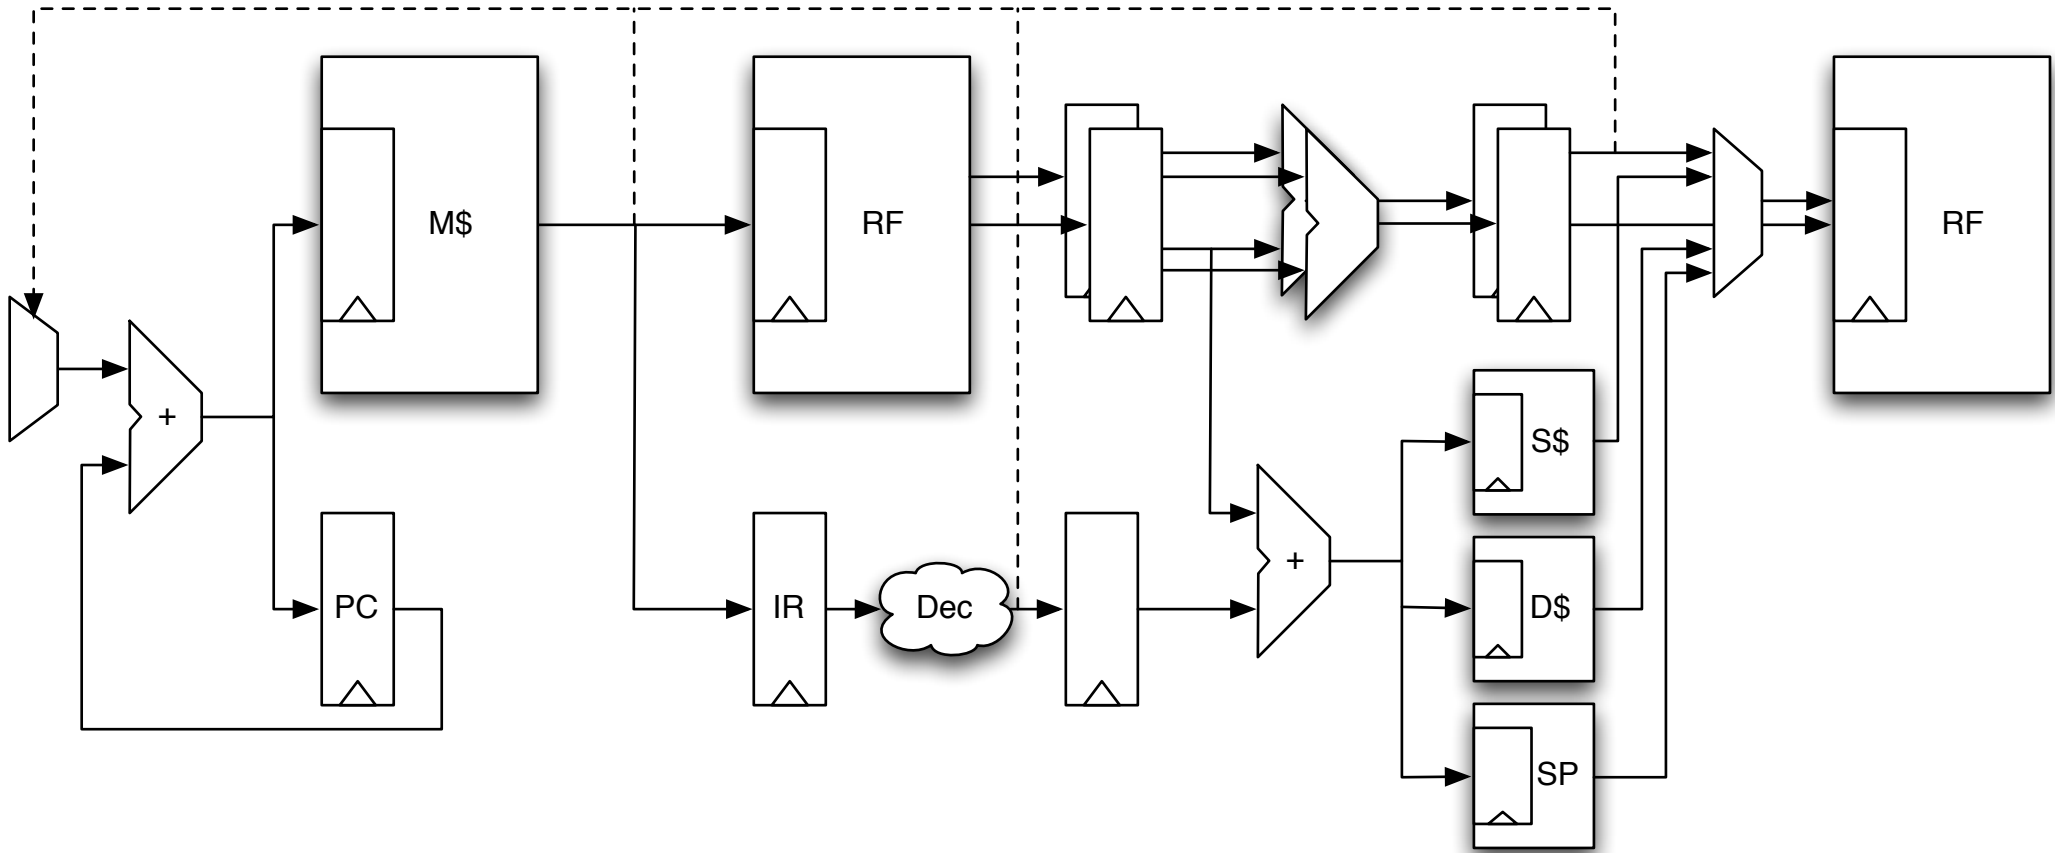 M$
RF
RF
+
S$
+
PC
IR
Dec
D$
SP